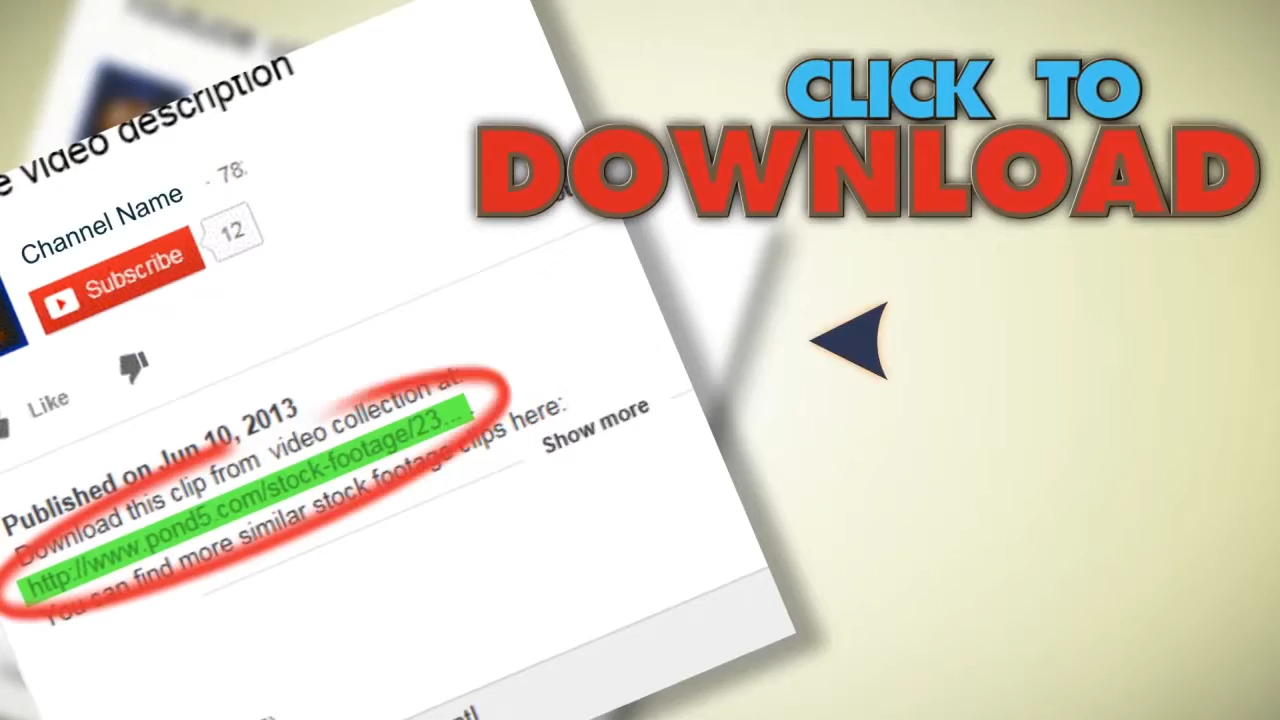 CLICK TO
DOWNLOAD
video description
Channel Name
78
Subscribe
12
Like
Published on Jun 10, 2013
Download this clip from video collection at:
http://www.pond5.com/stock-footage/23...
You can find more similar stock footage clips here:
Show more